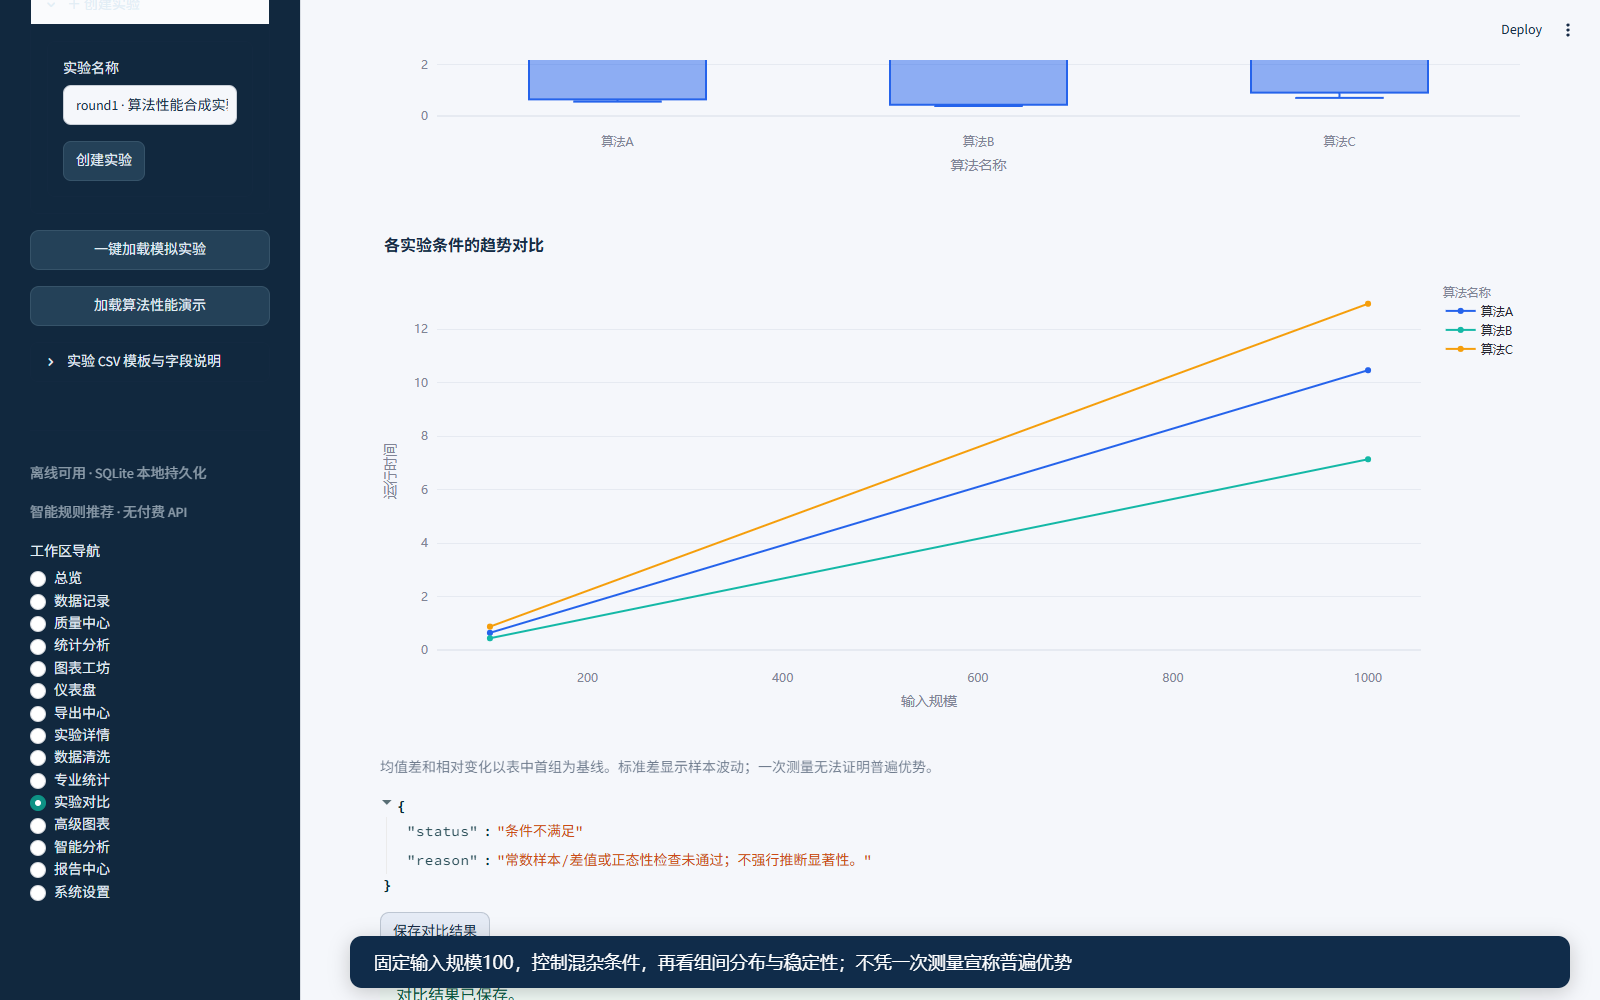 + 创建实验
实验名称
round1 · 算法性能合成实
创建实验
一键加载模拟实验
加载算法性能演示
实验 CSV 模板与字段说明
离线可用 · SQLite 本地持久化
智能规则推荐 · 无付费 API
工作区导航
总览
数据记录
质量中心
统计分析
图表工坊
仪表盘
导出中心
实验详情
数据清洗
专业统计
实验对比
高级图表
智能分析
报告中心
系统设置
Deploy
2
0
算法A
算法B
算法C
算法名称
各实验条件的趋势对比
算法名称
算法A
算法B
算法C
12
10
8
6
4
2
0
运行时间
200
400
600
800
1000
输入规模
均值差和相对变化以表中首组为基线。标准差显示样本波动；一次测量无法证明普遍优势。
{
"status" : "条件不满足"
"reason" : "常数样本/差值或正态性检查未通过；不强行推断显著性。"
}
保存对比结果
固定输入规模100，控制混杂条件，再看组间分布与稳定性；不凭一次测量宣称普遍优势
对比结果已保存。